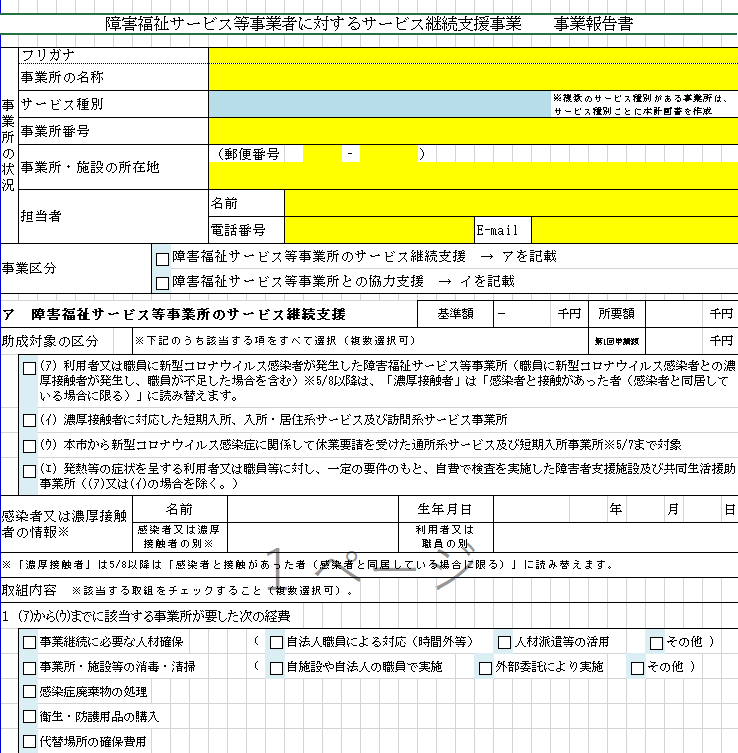 障害福祉サービス等事業者に対するサービス継続支援事業　　事業報告書
フリガナ
事業所の名称
サービス種別
※複数のサービス種別がある事業所は、
サービス種別ごとに本計画書を作成
事業所の状況
事業所番号
事業所・施設の所在地
（郵便番号　　-　　）
担当者
名前
電話番号
E-mail
事業区分
障害福祉サービス等事業所のサービス継続支援　→　アを記載
障害福祉サービス等事業所との協力支援　→　イを記載
ア　障害福祉サービス等事業所のサービス継続支援
基準額　-　千円
所要額　千円
助成対象の区分
※下記のうち該当する項をすべて選択（複数選択可）
第1回申請額　千円
(ア) 利用者又は職員に新型コロナウイルス感染者が発生した障害福祉サービス等事業所（職員に新型コロナウイルス感染者との濃
厚接触者が発生し、職員が不足した場合を含む）※5/8以降は、「濃厚接触者」は「感染者と接触があった者（感染者と同居して
いる場合に限る）」に読み替えます。
(イ) 濃厚接触者に対応した短期入所、入所・居住系サービス及び訪問系サービス事業所
(ウ) 本市から新型コロナウイルス感染症に関係して休業要請を受けた通所系サービス及び短期入所事業所※5/7まで対象
(エ) 発熱等の症状を呈する利用者又は職員等に対し、一定の要件のもと、自費で検査を実施した障害者支援施設及び共同生活援助
事業所（(ア)又は(イ)の場合を除く。）
感染者又は濃厚接触
者の情報※
名前
生年月日
年　月　日
感染者又は濃厚
接触者の別※
利用者又は
職員の別
※「濃厚接触者」は5/8以降は「感染者と接触があった者（感染者と同居している場合に限る）」に読み替えます。
1 ページ
取組内容　※該当する取組をチェックすること（複数選択可）。
1 (ア)から(ウ)までに該当する事業所が要した次の経費
事業継続に必要な人材確保　（　自法人職員による対応（時間外等）　人材派遣等の活用　その他　）
事業所・施設等の消毒・清掃　（　自施設や自法人の職員で実施　外部委託により実施　その他　）
感染症廃棄物の処理
衛生・防護用品の購入
代替場所の確保費用